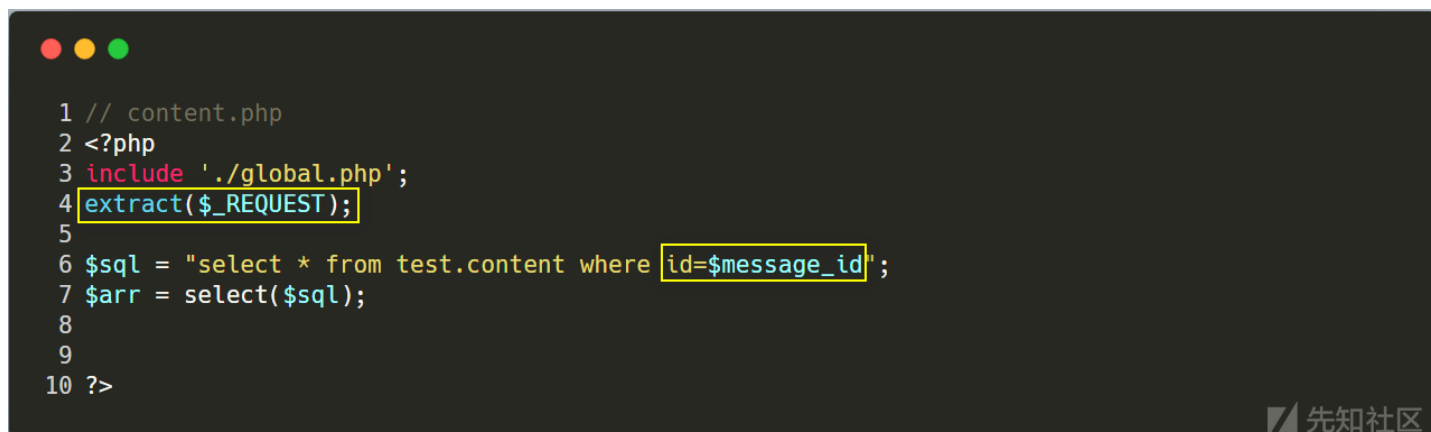 1 // content.php
2 <?php
3 include './global.php';
4 extract($_REQUEST);
5
6 $sql = "select * from test.content where id=$message_id";
7 $arr = select($sql);
8
9
10 ?>
先知社区